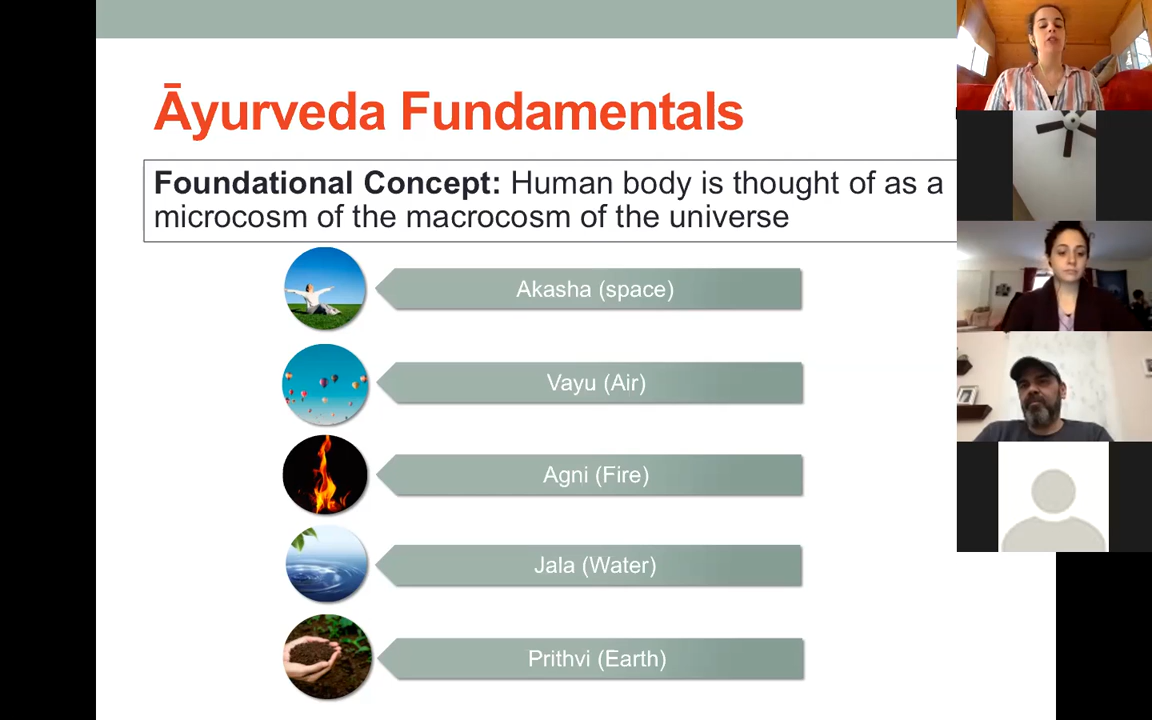 Āyurveda Fundamentals
Foundational Concept: Human body is thought of as a
microcosm of the macrocosm of the universe
Akasha (space)
Vayu (Air)
Agni (Fire)
Jala (Water)
Prithvi (Earth)